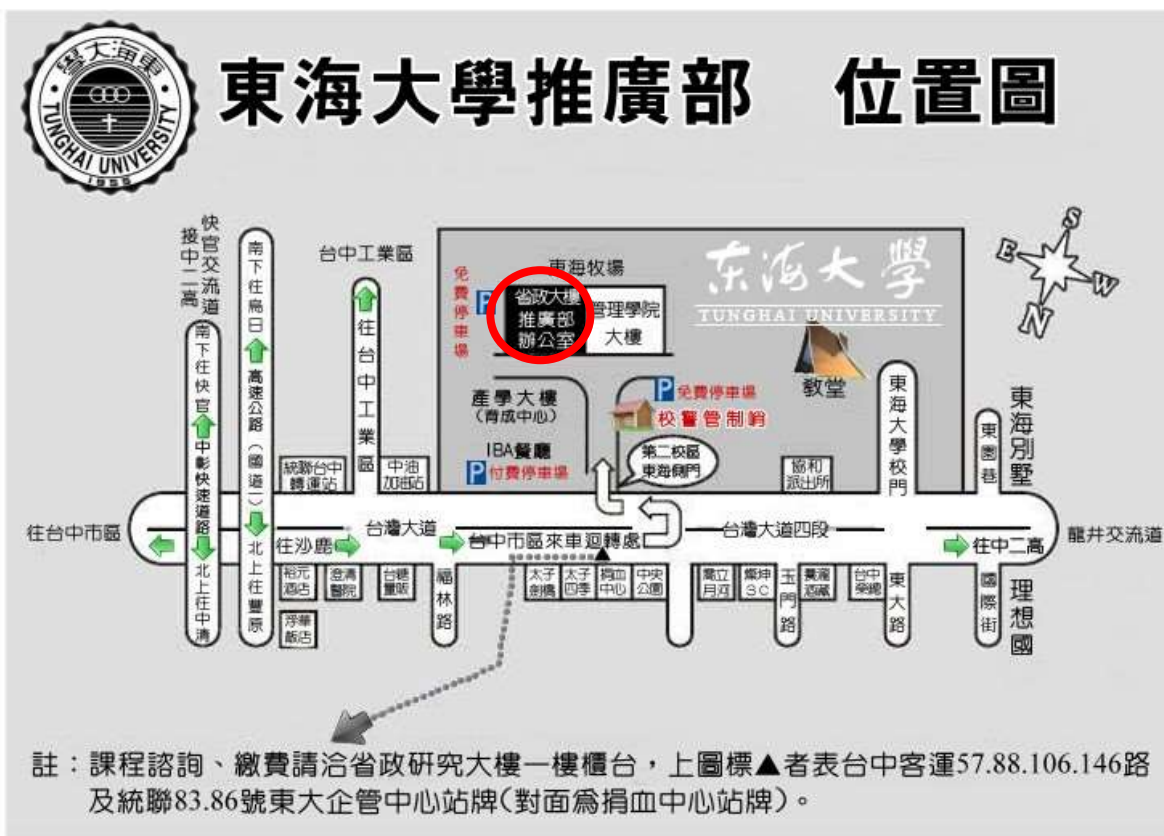 東海大學推廣部 位置圖
東海大學
TUNGHAI UNIVERSITY
1955
快官交流道
接中二高
南下往快官
中彰快速道路
北上往中清
南下往烏日
高速公路(國道一)
北上往豐原
台中工業區
往台中工業區
統聯台中
轉運站
中油
加油站
免費停車場
P
東海牧場
省政大樓
推廣部
辦公室
管理學院
大樓
東海大學
TUNGHAI UNIVERSITY
S
E
W
N
產學大樓
(育成中心)
IBA餐廳
P付費停車場
P免費停車場
校警管制哨
第二校區
東海側門
教堂
協和
派出所
東海大學校門
東園巷
東海別墅
往台中市區
往沙鹿
台灣大道
台中市區來車迴轉處
台灣大道四段
往中二高
龍井交流道
裕元
酒店
澄清
醫院
台糖
量販
福林路
太子
劍橋
太子
四季
捐血
中心
中央
公園
喬立
月河
燦坤
3C
玉門路
酒藏
台中
榮總
東大路
國際街
理想國
飯店
註:課程諮詢、繳費請洽省政研究大樓一樓櫃台,上圖標▲者表台中客運57.88.106.146路
及統聯83.86號東大企管中心站牌(對面為捐血中心站牌)。